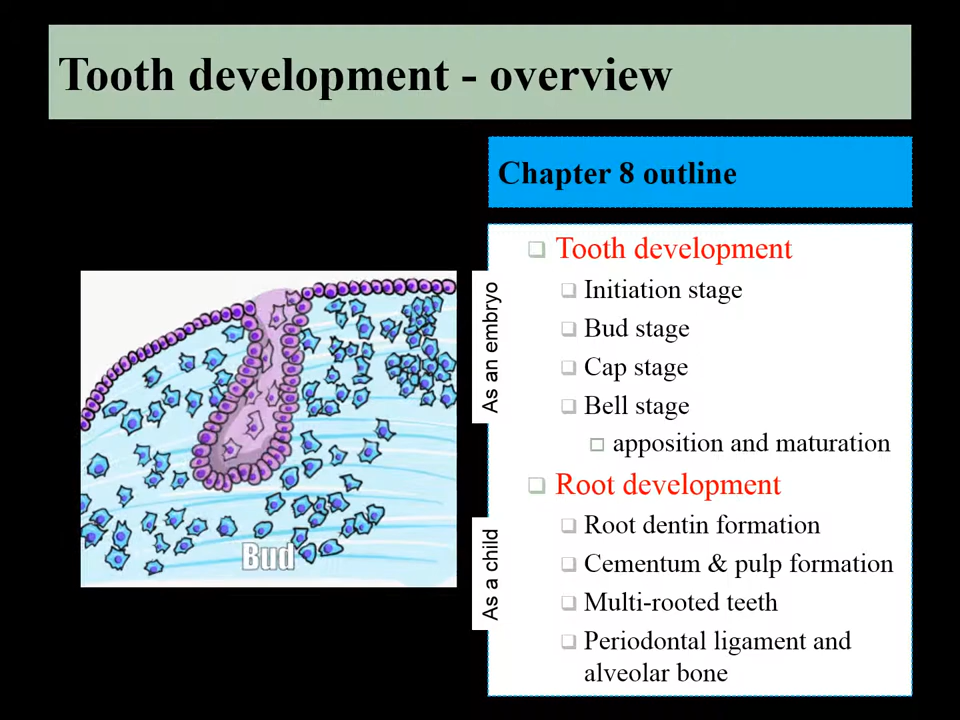 Tooth development - overview
Chapter 8 outline
Tooth development
Initiation stage
Bud stage
Cap stage
Bell stage
apposition and maturation
As an embryo
Root development
Root dentin formation
Cementum & pulp formation
Multi-rooted teeth
Periodontal ligament and
alveolar bone
As a child
Bud